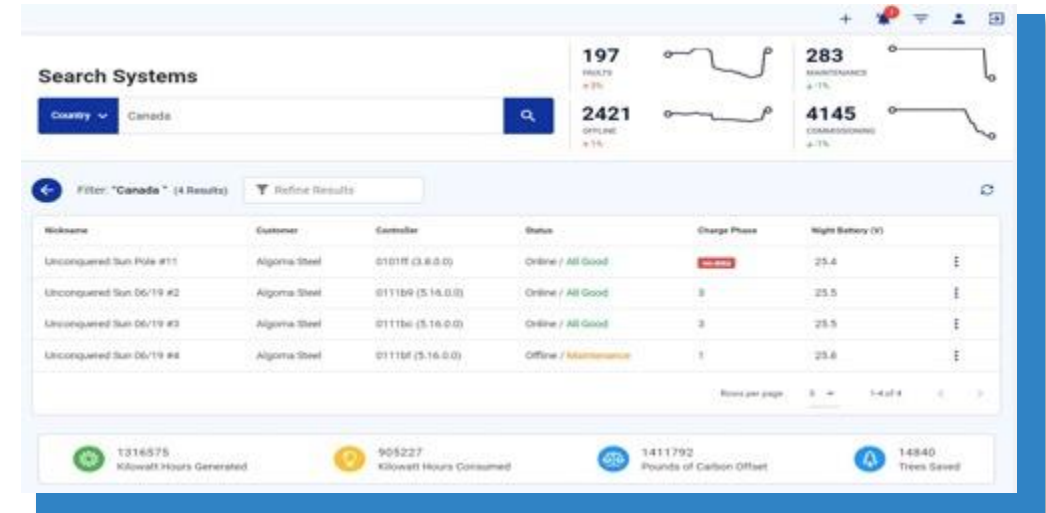 Search Systems
Country Canada
197
FAULTS
283
MAINTENANCE
2421
OFFLINE
4145
COMMISSIONING
Filter: "Canada " (4 Results) Refine Results
Nickname Customer Controller Status Charge Phase Night Battery (V)
Unconquered Sun Pole #11 Algoma Steel 0101ff (3.8.0.0) Online / All Good 25.4
Unconquered Sun 06/19 #2 Algoma Steel 0111b9 (5.16.0.0) Online / All Good 3 25.5
Unconquered Sun 06/19 #3 Algoma Steel 0111bc (5.16.0.0) Online / All Good 3 25.5
Unconquered Sun 06/19 #4 Algoma Steel 0111bf (5.16.0.0) Offline / Maintenance 1 25.6
Rows per page 1-4 of 4
1316575
Kilowatt Hours Generated
905227
Kilowatt Hours Consumed
1411792
Pounds of Carbon Offset
14840
Trees Saved